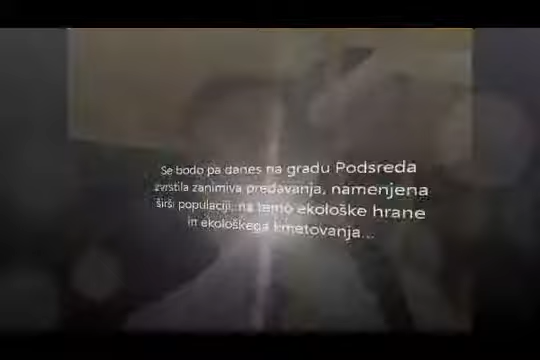 Se bodo pa danes na gradu Podsreda
zvrstila zanimiva predavanja, namenjena
širši populaciji, na temo ekološke hrane
in ekološkega kmetovanja...